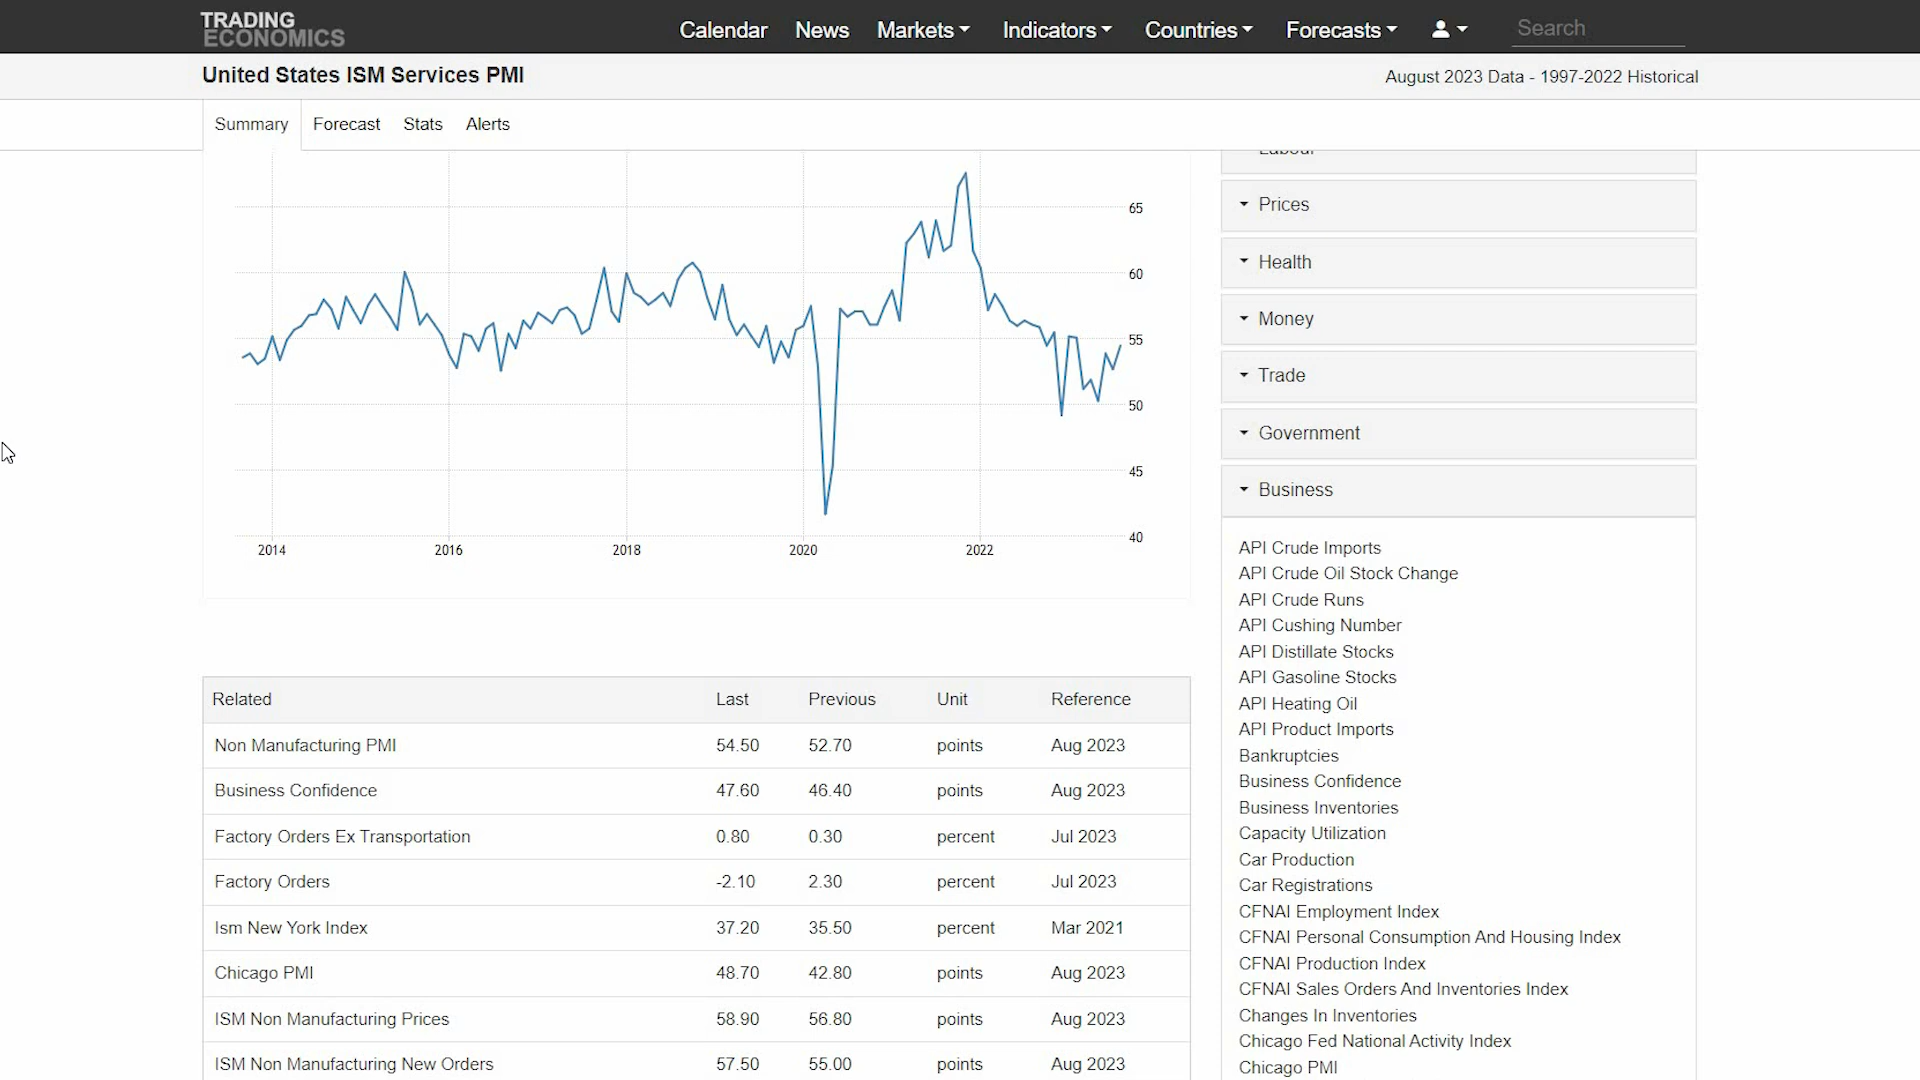 TRADING
ECONOMICS
Calendar News Markets Indicators Countries Forecasts Search
United States ISM Services PMI
August 2023 Data - 1997-2022 Historical
Summary Forecast Stats Alerts
65
60
55
50
45
40
2014 2016 2018 2020 2022
Related Last Previous Unit Reference
Non Manufacturing PMI 54.50 52.70 points Aug 2023
Business Confidence 47.60 46.40 points Aug 2023
Factory Orders Ex Transportation 0.80 0.30 percent Jul 2023
Factory Orders -2.10 2.30 percent Jul 2023
Ism New York Index 37.20 35.50 percent Mar 2021
Chicago PMI 48.70 42.80 points Aug 2023
ISM Non Manufacturing Prices 58.90 56.80 points Aug 2023
ISM Non Manufacturing New Orders 57.50 55.00 points Aug 2023
Labour
Prices
Health
Money
Trade
Government
Business
API Crude Imports
API Crude Oil Stock Change
API Crude Runs
API Cushing Number
API Distillate Stocks
API Gasoline Stocks
API Heating Oil
API Product Imports
Bankruptcies
Business Confidence
Business Inventories
Capacity Utilization
Car Production
Car Registrations
CFNAI Employment Index
CFNAI Personal Consumption And Housing Index
CFNAI Production Index
CFNAI Sales Orders And Inventories Index
Changes In Inventories
Chicago Fed National Activity Index
Chicago PMI